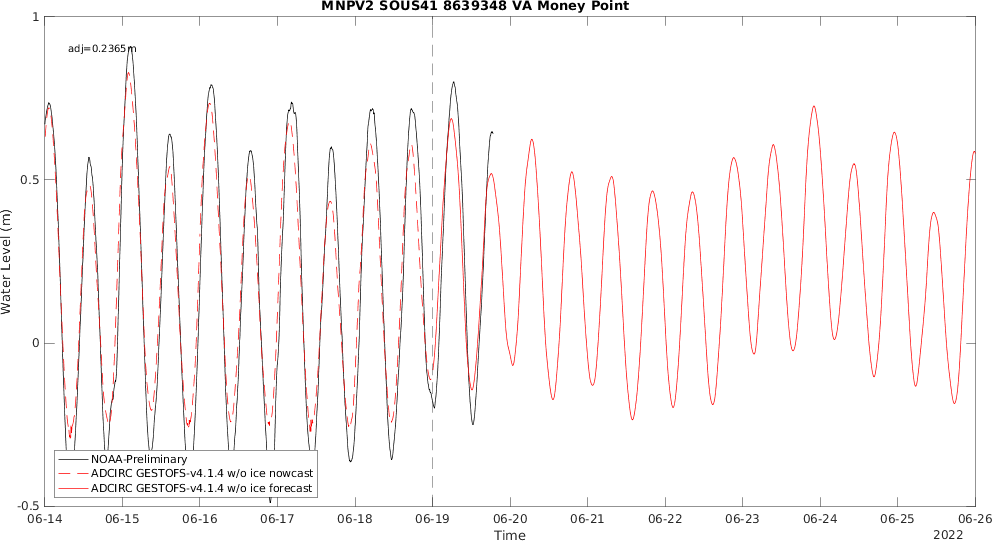 MNPV2 SOUS41 8639348 VA Money Point
adj=0.2365 m
1
0.5
0
-0.5
Water Level (m)
NOAA-Preliminary
ADCIRC GESTOFS-v4.1.4 w/o ice nowcast
ADCIRC GESTOFS-v4.1.4 w/o ice forecast
06-14 06-15 06-16 06-17 06-18 06-19 06-20 06-21 06-22 06-23 06-24 06-25 06-26
Time
2022